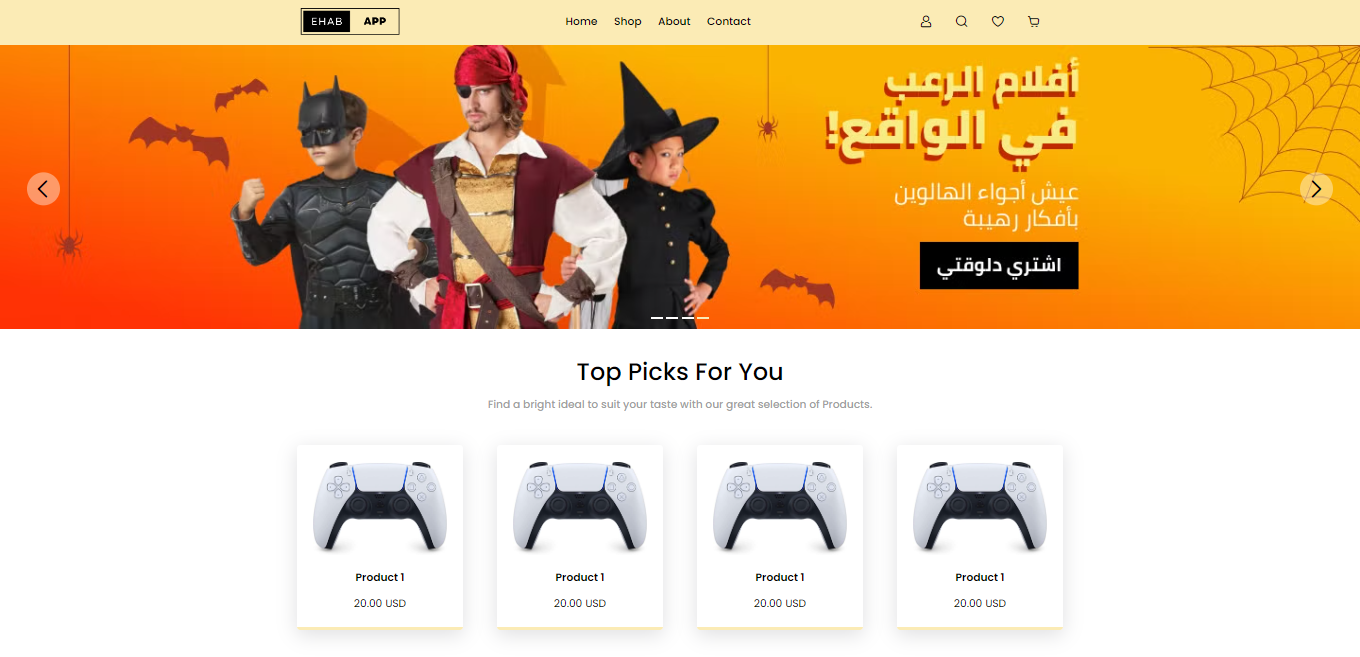 EHAB APP
Home Shop About Contact
أفلام الرعب
في الواقع!
عيش أجواء الهالوين
بأفكار رهيبة
اشتري دلوقتي
Top Picks For You
Find a bright ideal to suit your taste with our great selection of Products.
Product 1
20.00 USD
Product 1
20.00 USD
Product 1
20.00 USD
Product 1
20.00 USD